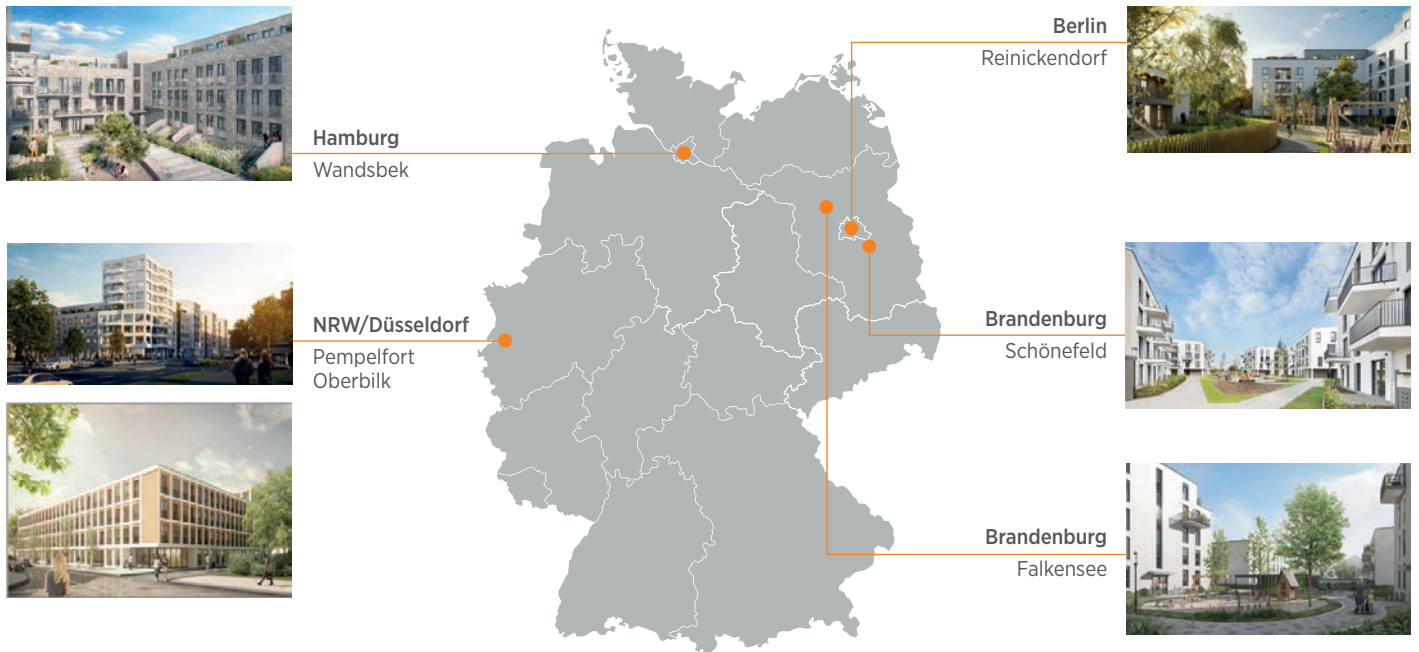 Hamburg
Wandsbek
NRW/Düsseldorf
Pempelfort
Oberbilk
Berlin
Reinickendorf
Brandenburg
Schönefeld
Brandenburg
Falkensee